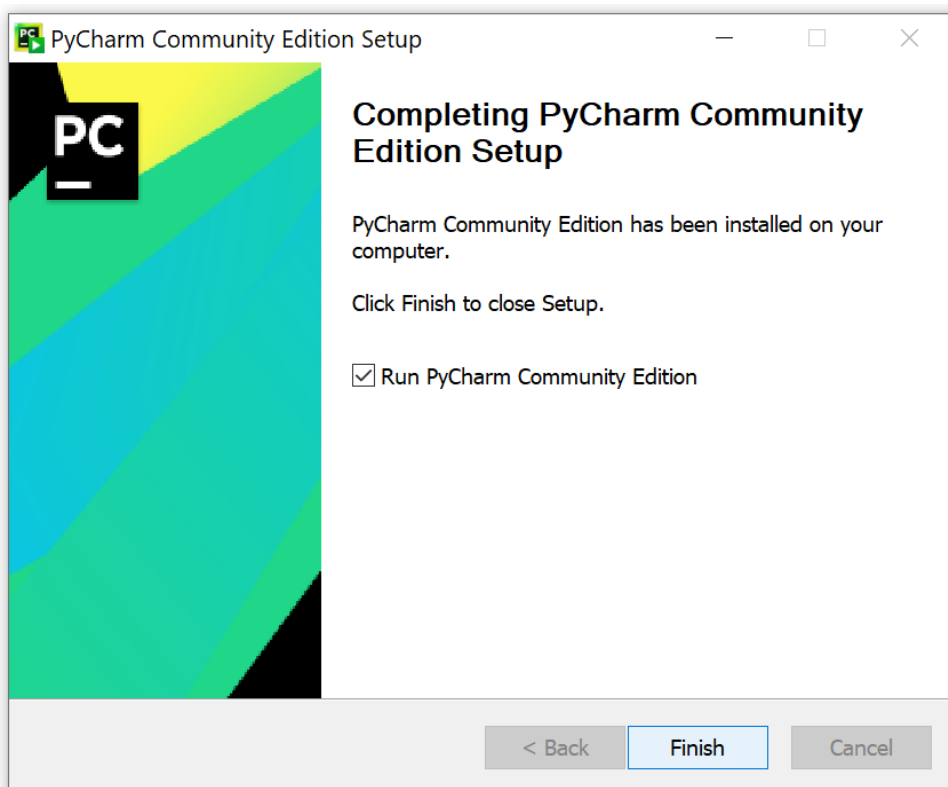 PyCharm Community Edition Setup
PC
Completing PyCharm Community
Edition Setup
PyCharm Community Edition has been installed on your
computer.
Click Finish to close Setup.
Run PyCharm Community Edition
< Back
Finish
Cancel